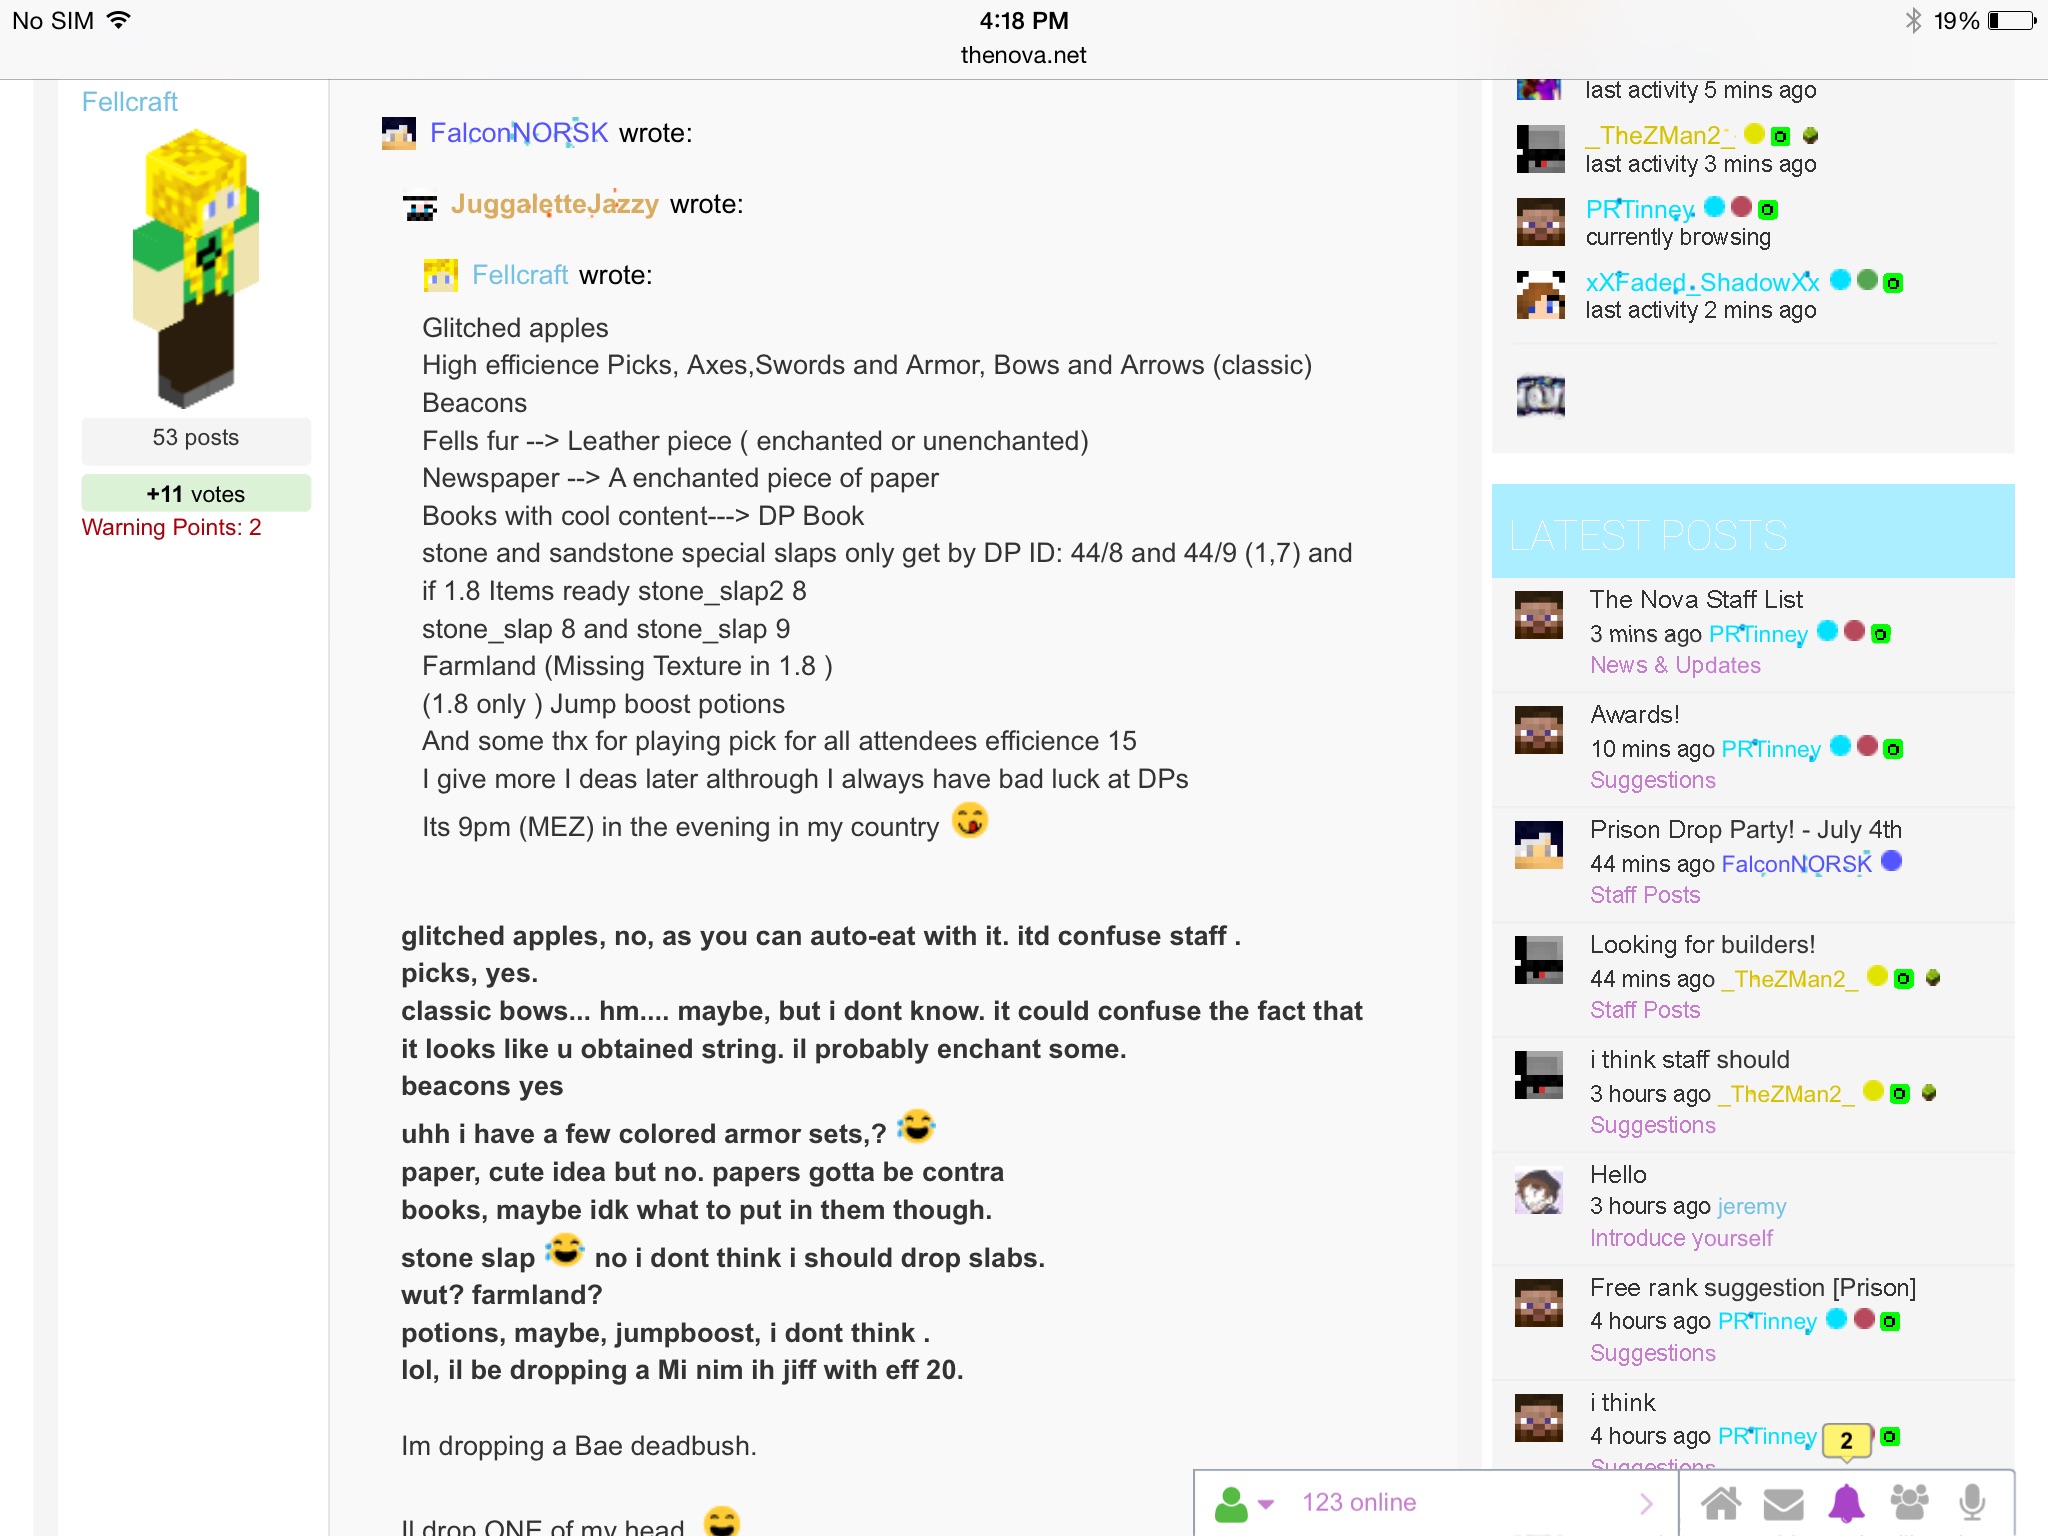 No SIM
4:18 PM
19%
thenova.net
Fellcraft
53 posts
+11 votes
Warning Points: 2
FalconNORSK wrote:
JuggaletteJazzy wrote:
Fellcraft wrote:
Glitched apples
High efficience Picks, Axes,Swords and Armor, Bows and Arrows (classic)
Beacons
Fells fur --> Leather piece ( enchanted or unenchanted)
Newspaper --> A enchanted piece of paper
Books with cool content---> DP Book
stone and sandstone special slaps only get by DP ID: 44/8 and 44/9 (1,7) and
if 1.8 Items ready stone_slap2 8
stone_slap 8 and stone_slap 9
Farmland (Missing Texture in 1.8 )
(1.8 only ) Jump boost potions
And some thx for playing pick for all attendees efficience 15
I give more I deas later althrough I always have bad luck at DPs
Its 9pm (MEZ) in the evening in my country
glitched apples, no, as you can auto-eat with it. itd confuse staff .
picks, yes.
classic bows... hm.... maybe, but i dont know. it could confuse the fact that
it looks like u obtained string. il probably enchant some.
beacons yes
uhh i have a few colored armor sets,? 😂
paper, cute idea but no. papers gotta be contra
books, maybe idk what to put in them though.
stone slap 😂 no i dont think i should drop slabs.
wut? farmland?
potions, maybe, jumpboost, i dont think .
lol, il be dropping a Mi nim ih jiff with eff 20.
Im dropping a Bae deadbush.
Il drop ONE of my head.
last activity 5 mins ago
_TheZMan2_
last activity 3 mins ago
PRTinney
currently browsing
xXFaded_ShadowXx
last activity 2 mins ago
LATEST POSTS
The Nova Staff List
3 mins ago PRTinney
News & Updates
Awards!
10 mins ago PRTinney
Suggestions
Prison Drop Party! - July 4th
44 mins ago FalconNORSK
Staff Posts
Looking for builders!
44 mins ago _TheZMan2_
Staff Posts
i think staff should
3 hours ago _TheZMan2_
Suggestions
Hello
3 hours ago jeremy
Introduce yourself
Free rank suggestion [Prison]
4 hours ago PRTinney
Suggestions
i think
4 hours ago PRTinney
2
Suggestions
123 online